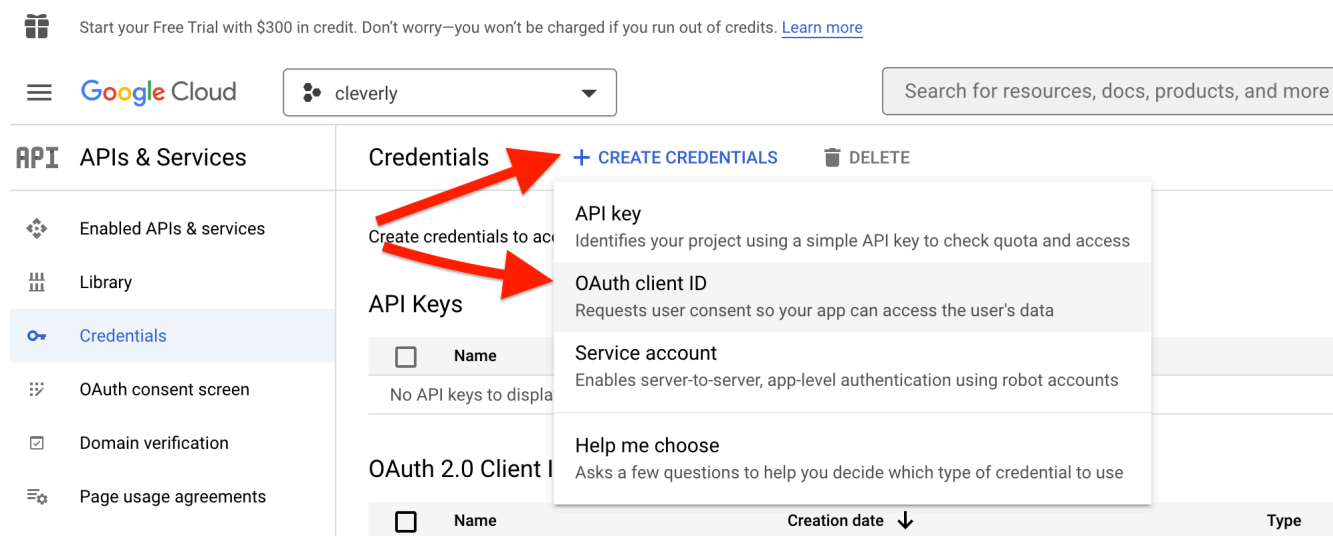 Start your Free Trial with $300 in credit. Don't worry—you won't be charged if you run out of credits. Learn more
Google Cloud
cleverly
Search for resources, docs, products, and more
API APIs & Services
Credentials
+ CREATE CREDENTIALS
DELETE
Enabled APIs & services
Library
Credentials
OAuth consent screen
Domain verification
Page usage agreements
Create credentials to
API Keys
Name
No API keys to
OAuth 2.0 Client
Name
Creation date
Type
API key
Identifies your project using a simple API key to check quota and access
OAuth client ID
Requests user consent so your app can access the user's data
Service account
Enables server-to-server, app-level authentication using robot accounts
Help me choose
Asks a few questions to help you decide which type of credential to use